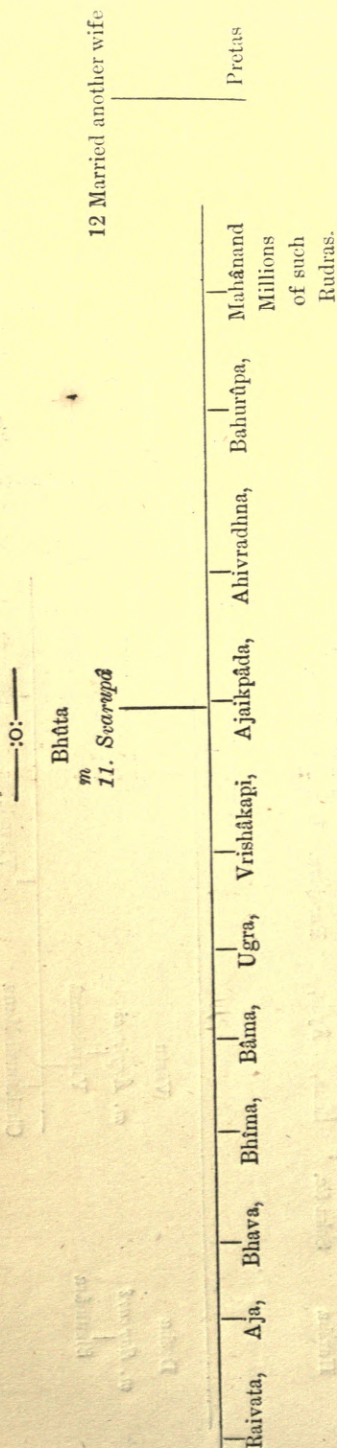 —:o:—
Bhûta
m
11. Svarupâ
12 Married another wife
Raivata, Aja, Bhava, Bhîma, Bâma, Ugra, Vrishâkapi, Ajaikpâda, Ahivradhna, Bahurûpa, Mahânand
Millions
of such
Rudras.
Pretas